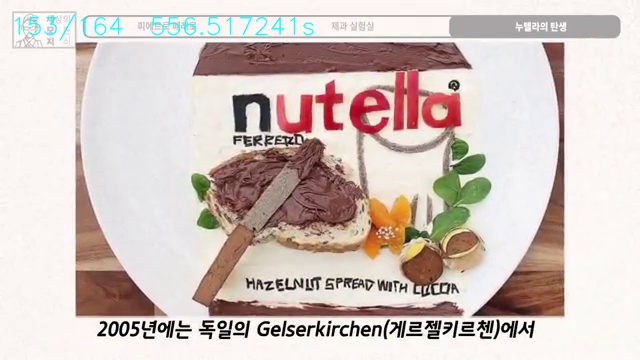 153/164 556.517241s
제과 실험실
누텔라의 탄생
nutella
FERRERO
HAZELNUT SPREAD WITH COCOA
2005년에는 독일의 Gelserkirchen(게르젤키르첸)에서